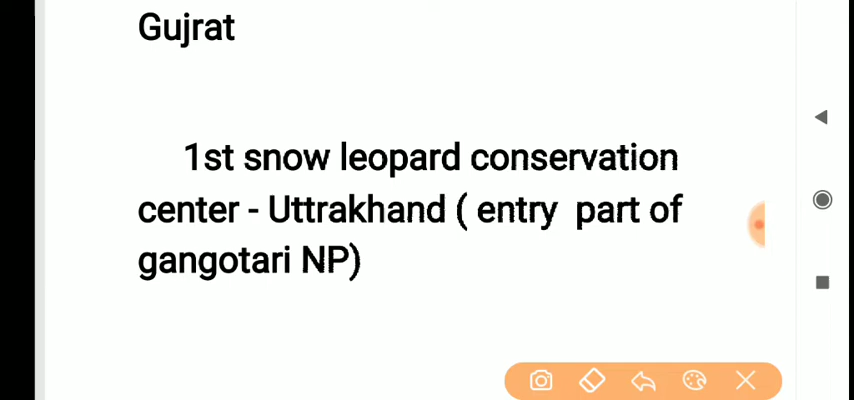 Gujrat
1st snow leopard conservation
center - Uttrakhand ( entry part of
gangotari NP)